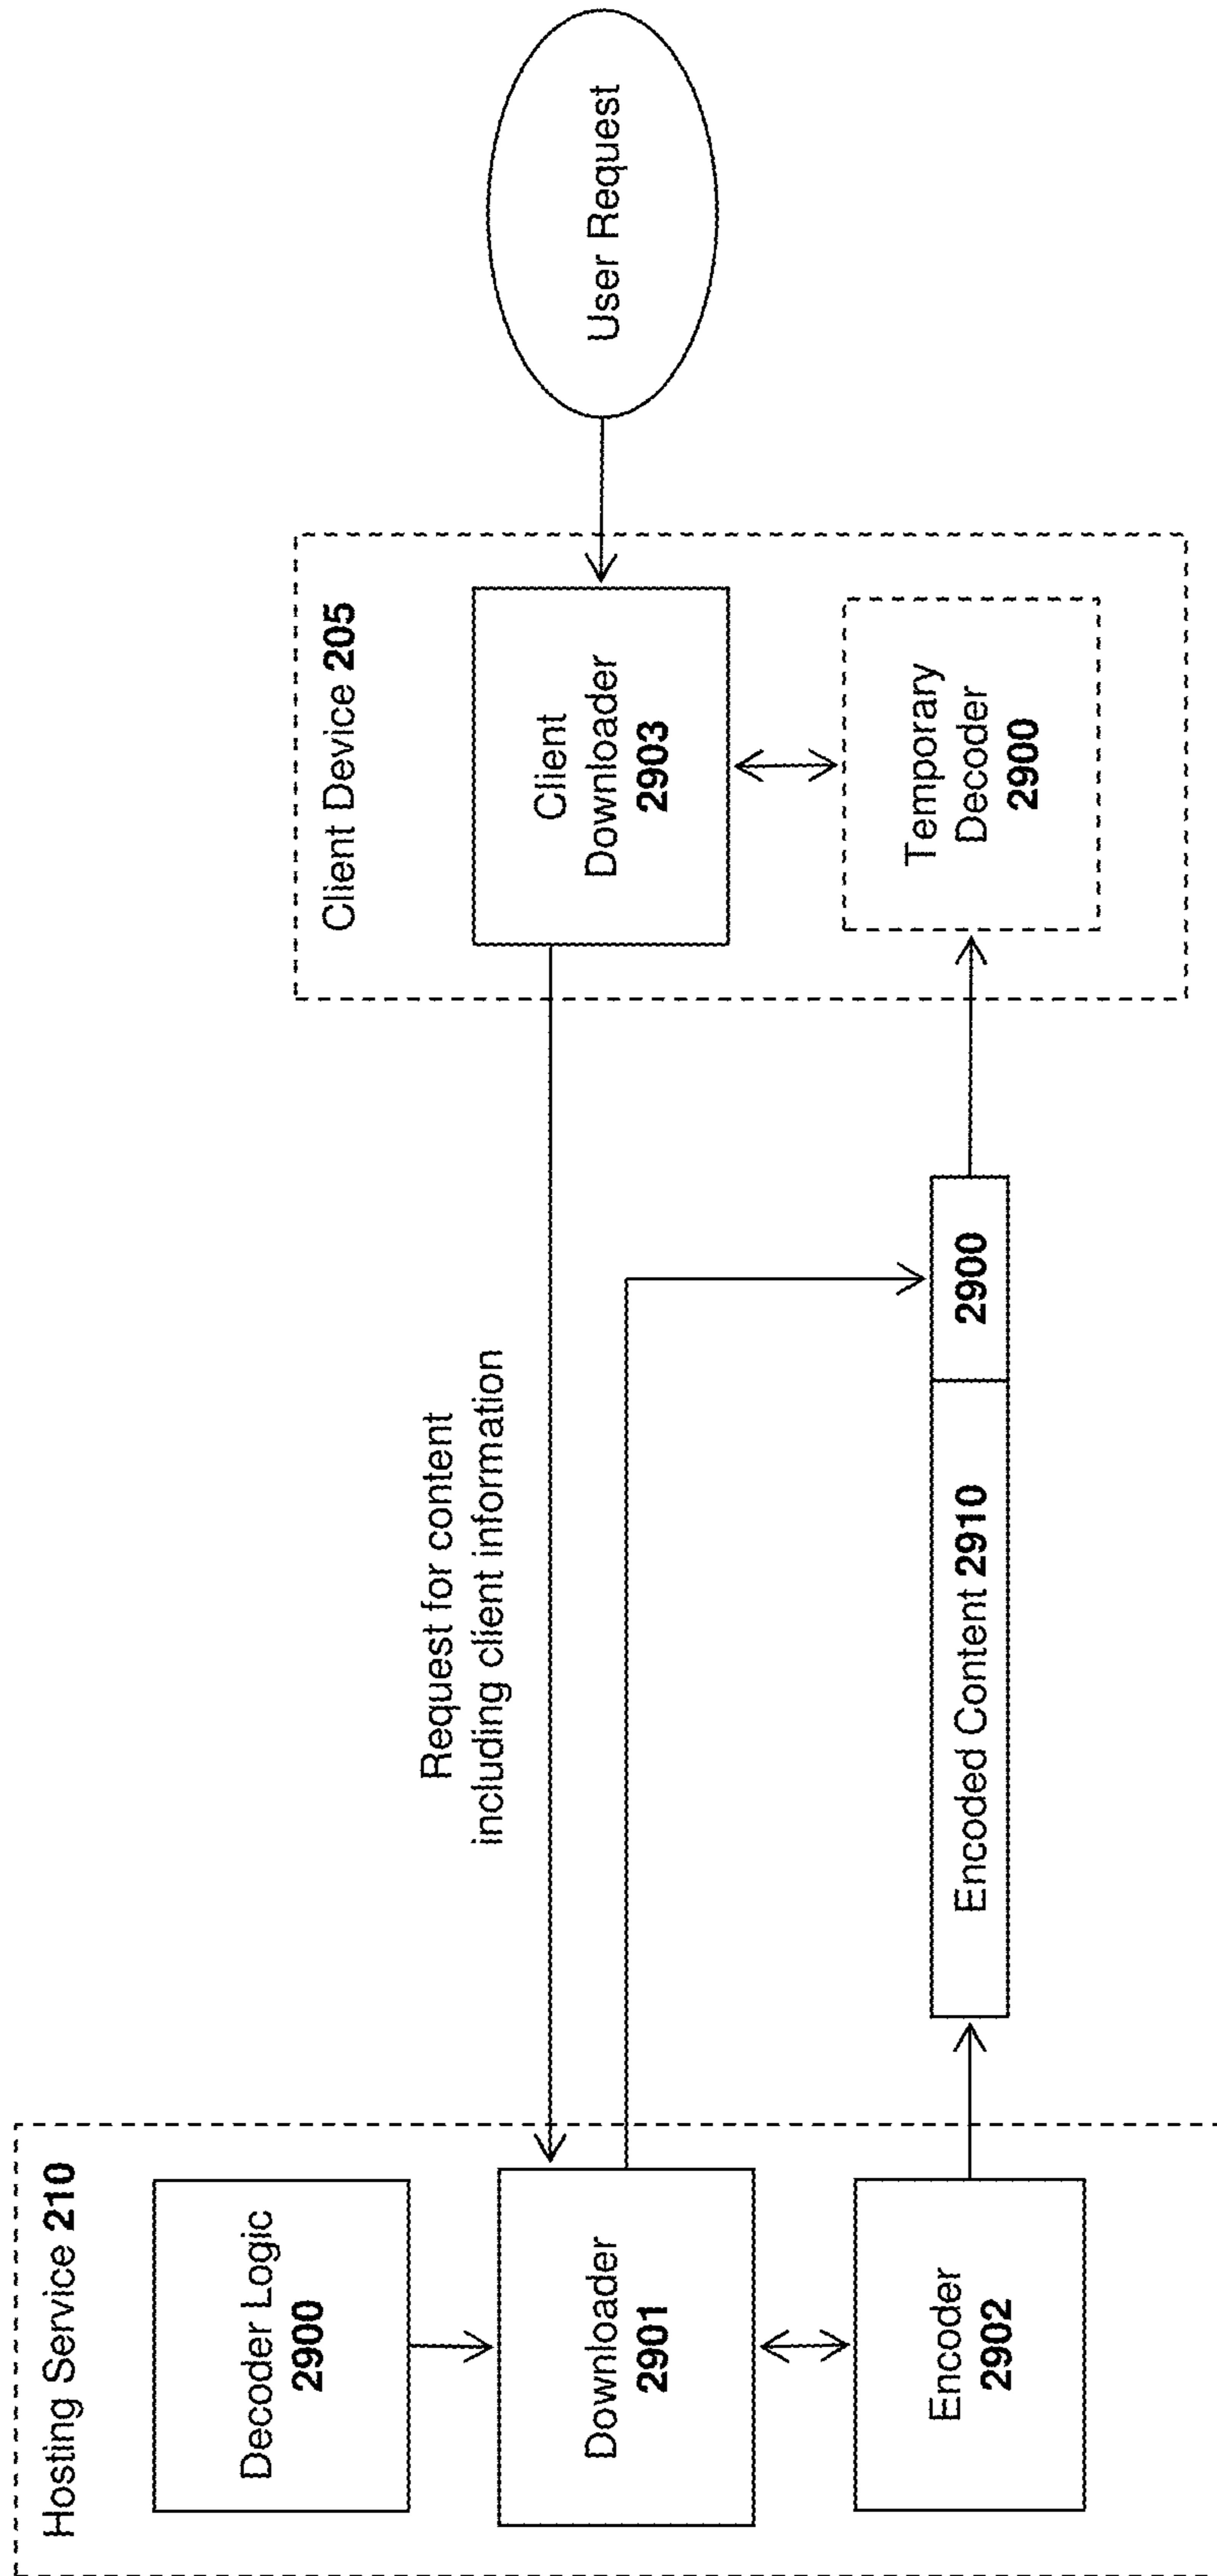 Hosting Service 210
Decoder Logic
2900
Downloader
2901
Encoder
2902
Request for content
including client information
Encoded Content 2910
2900
Client Device 205
Client
Downloader
2903
Temporary
Decoder
2900
User Request